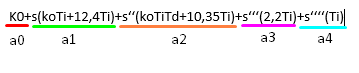 K0+s(koTi+12,4Ti)+s‘‘(koTiTd+10,35Ti)+s‘‘‘(2,2Ti)+s‘‘‘‘(Ti)
a0 a1 a2 a3 a4